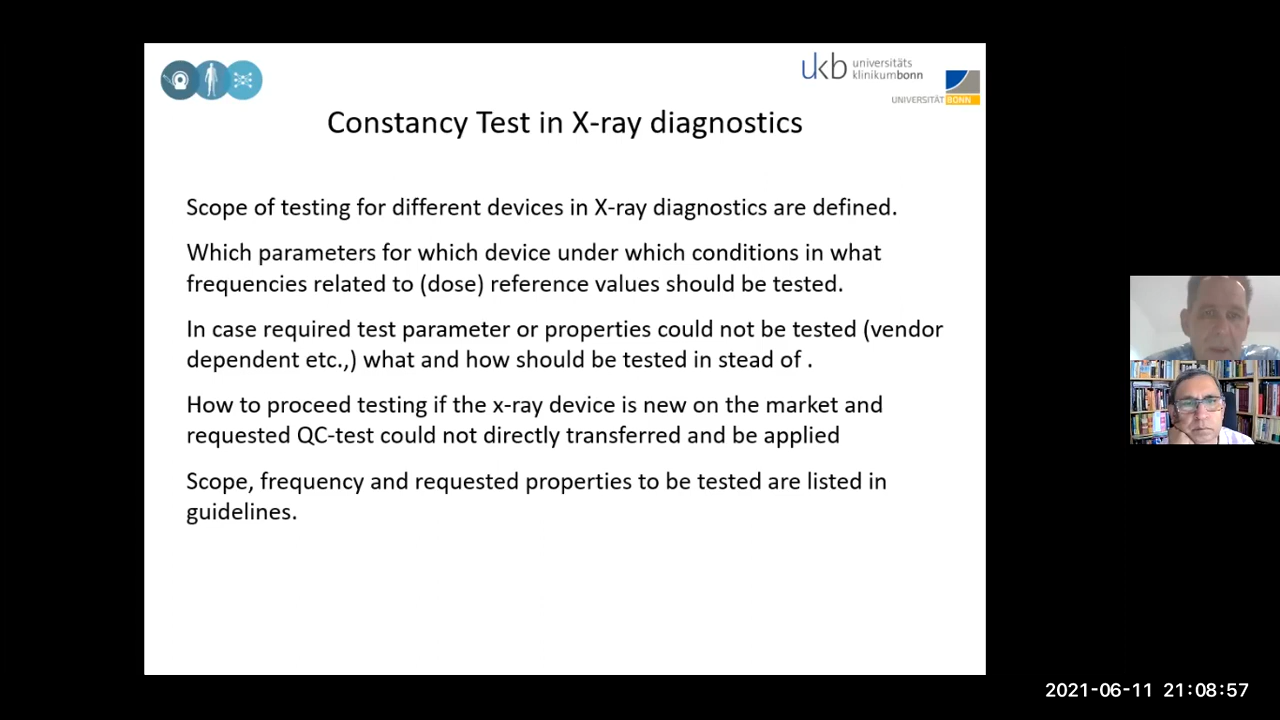 ukb universitäts
klinikumbonn
UNIVERSITÄT BONN
Constancy Test in X-ray diagnostics
Scope of testing for different devices in X-ray diagnostics are defined.
Which parameters for which device under which conditions in what
frequencies related to (dose) reference values should be tested.
In case required test parameter or properties could not be tested (vendor
dependent etc.,) what and how should be tested in stead of .
How to proceed testing if the x-ray device is new on the market and
requested QC-test could not directly transferred and be applied
Scope, frequency and requested properties to be tested are listed in
guidelines.
2021-06-11 21:08:57